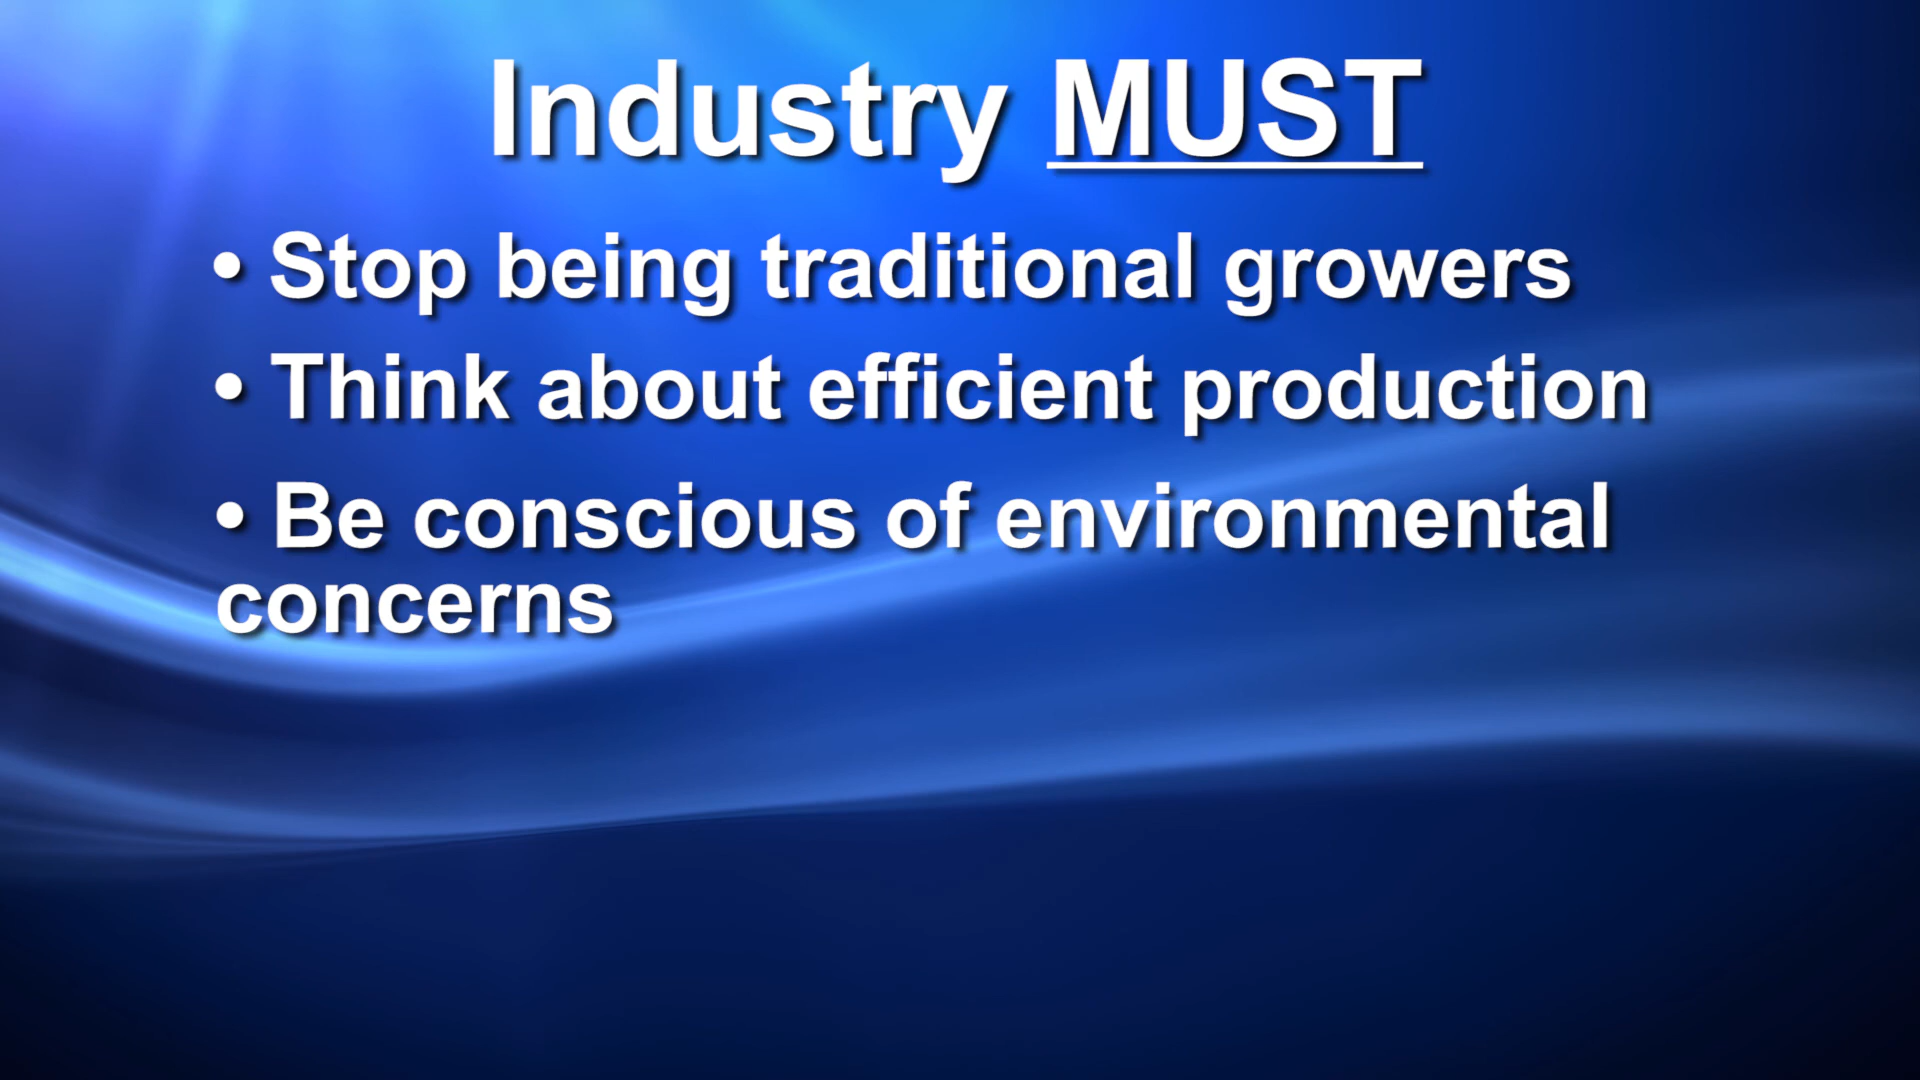 Industry MUST
• Stop being traditional growers
• Think about efficient production
• Be conscious of environmental
concerns